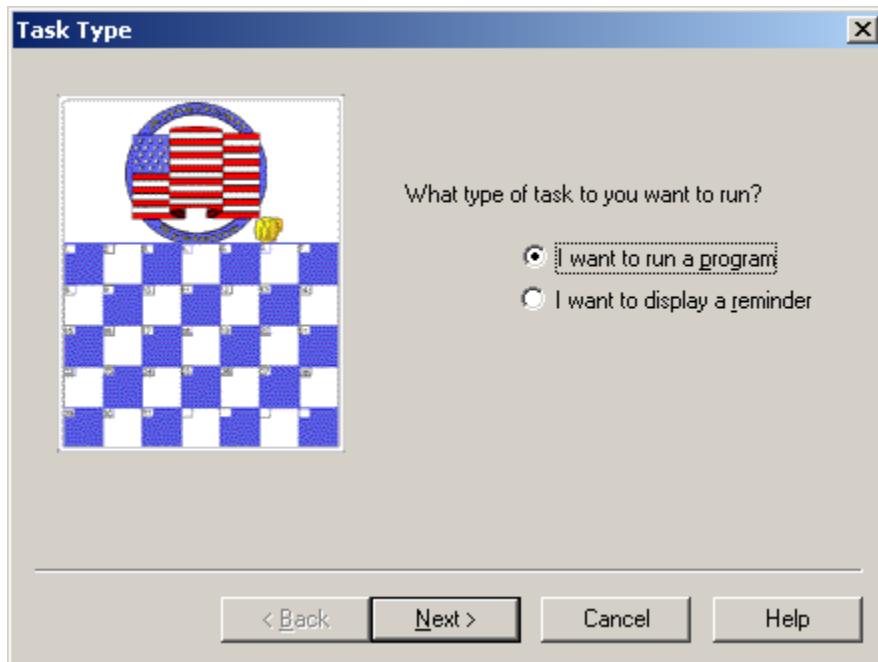 Task Type
What type of task to you want to run?
I want to run a program
I want to display a reminder
< Back
Next >
Cancel
Help